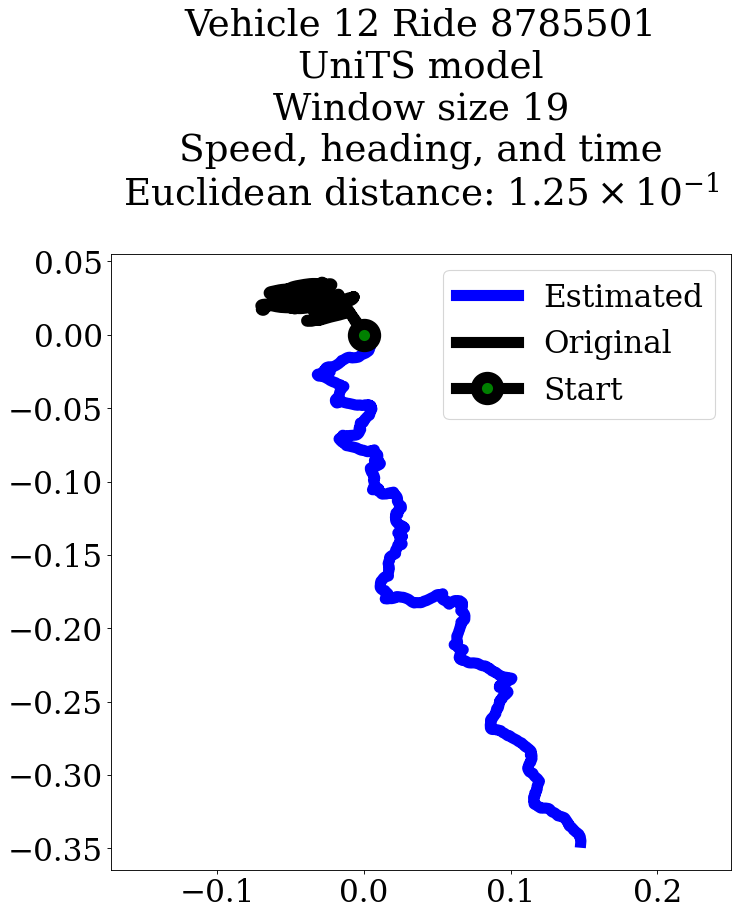 Vehicle 12 Ride 8785501
UniTS model
Window size 19
Speed, heading, and time
Euclidean distance: 1.25 × 10⁻¹
Estimated
Original
Start
0.05
0.00
−0.05
−0.10
−0.15
−0.20
−0.25
−0.30
−0.35
−0.1 0.0 0.1 0.2